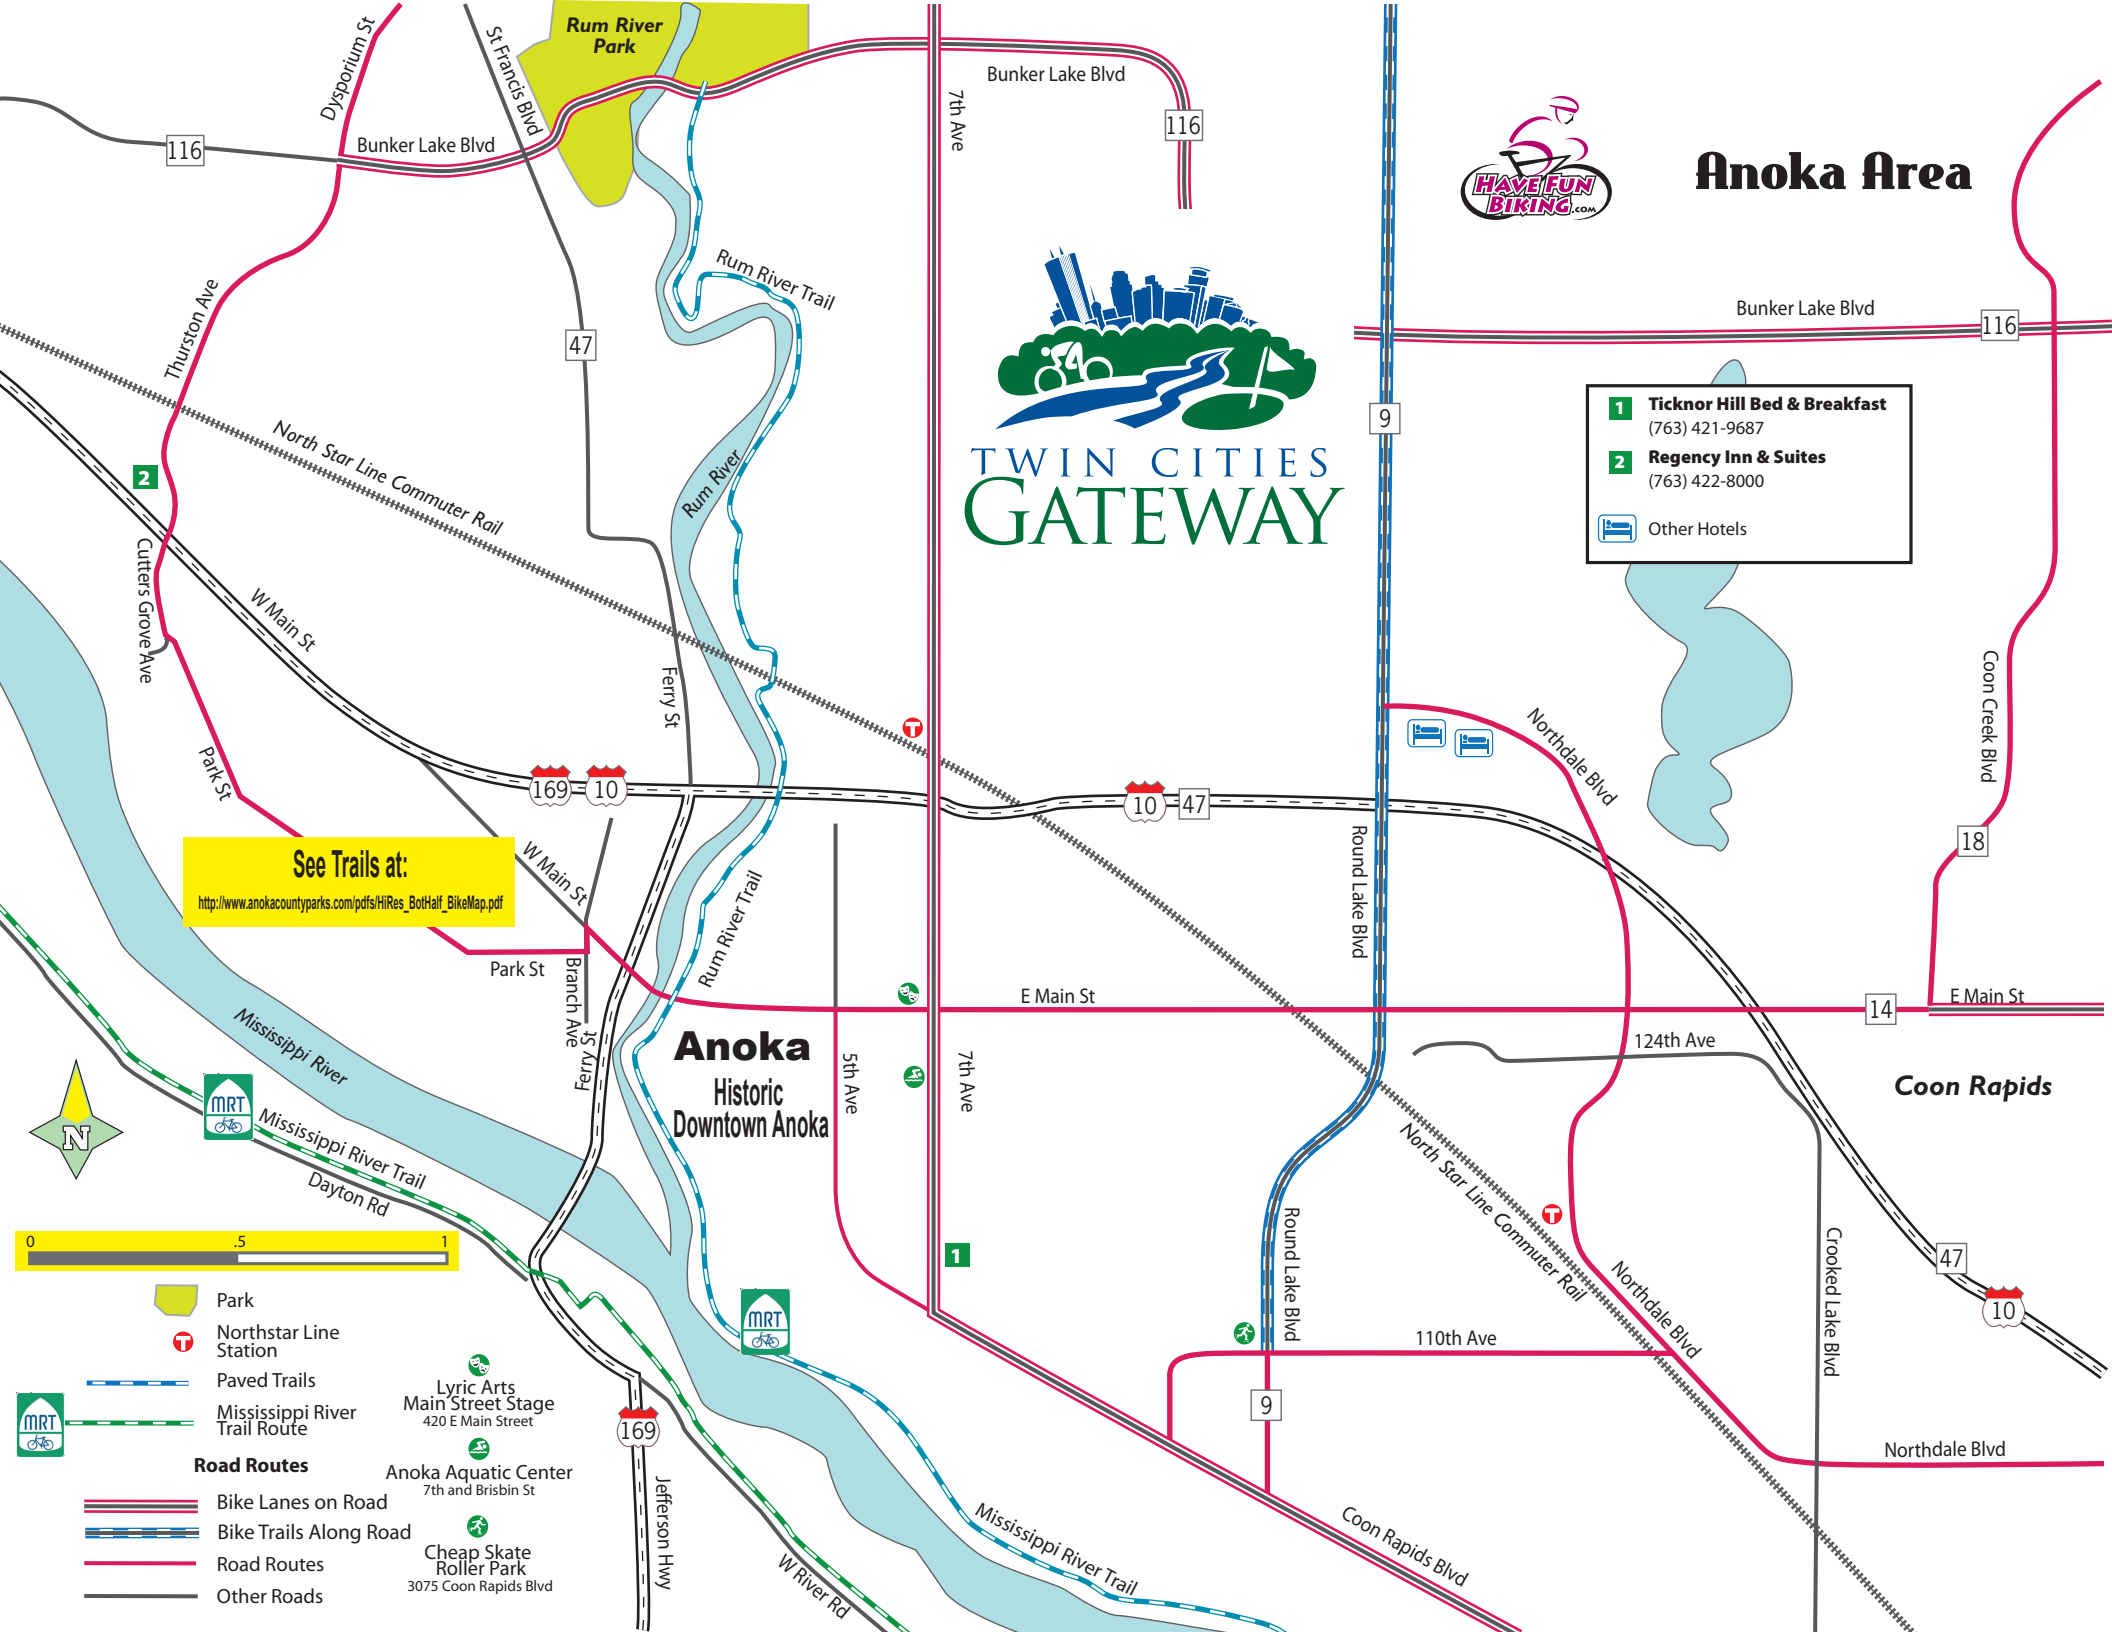 Rum River
Park
Dysporium St
St Francis Blvd
Bunker Lake Blvd
116
Bunker Lake Blvd
7th Ave
116
HAVE FUN
BIKING.COM
Anoka Area
Rum River Trail
Thurston Ave
47
Bunker Lake Blvd
116
9
TWIN CITIES
GATEWAY
1
Ticknor Hill Bed & Breakfast
(763) 421-9687
2
Regency Inn & Suites
(763) 422-8000
Other Hotels
North Star Line Commuter Rail
2
Rum River
Cutters Grove Ave
W Main St
Ferry St
T
Northdale Blvd
Coon Creek Blvd
Park St
169
10
10
47
18
See Trails at:
http://www.anokacountyparks.com/pdfs/HiRes_BotHalf_BikeMap.pdf
W Main St
Rum River Trail
Round Lake Blvd
Park St
Branch Ave
E Main St
14
E Main St
Mississippi River
Ferry St
Anoka
Historic
Downtown Anoka
5th Ave
7th Ave
124th Ave
Coon Rapids
N
MRT
Mississippi River Trail
Dayton Rd
North Star Line Commuter Rail
T
Round Lake Blvd
Northdale Blvd
Crooked Lake Blvd
47
10
1
0 .5 1
MRT
110th Ave
9
Northdale Blvd
Park
T
Northstar Line
Station
Paved Trails
MRT
Mississippi River
Trail Route
Road Routes
Bike Lanes on Road
Bike Trails Along Road
Road Routes
Other Roads
Lyric Arts
Main Street Stage
420 E Main Street
Anoka Aquatic Center
7th and Brisbin St
Cheap Skate
Roller Park
3075 Coon Rapids Blvd
169
Jefferson Hwy
W River Rd
Mississippi River Trail
Coon Rapids Blvd